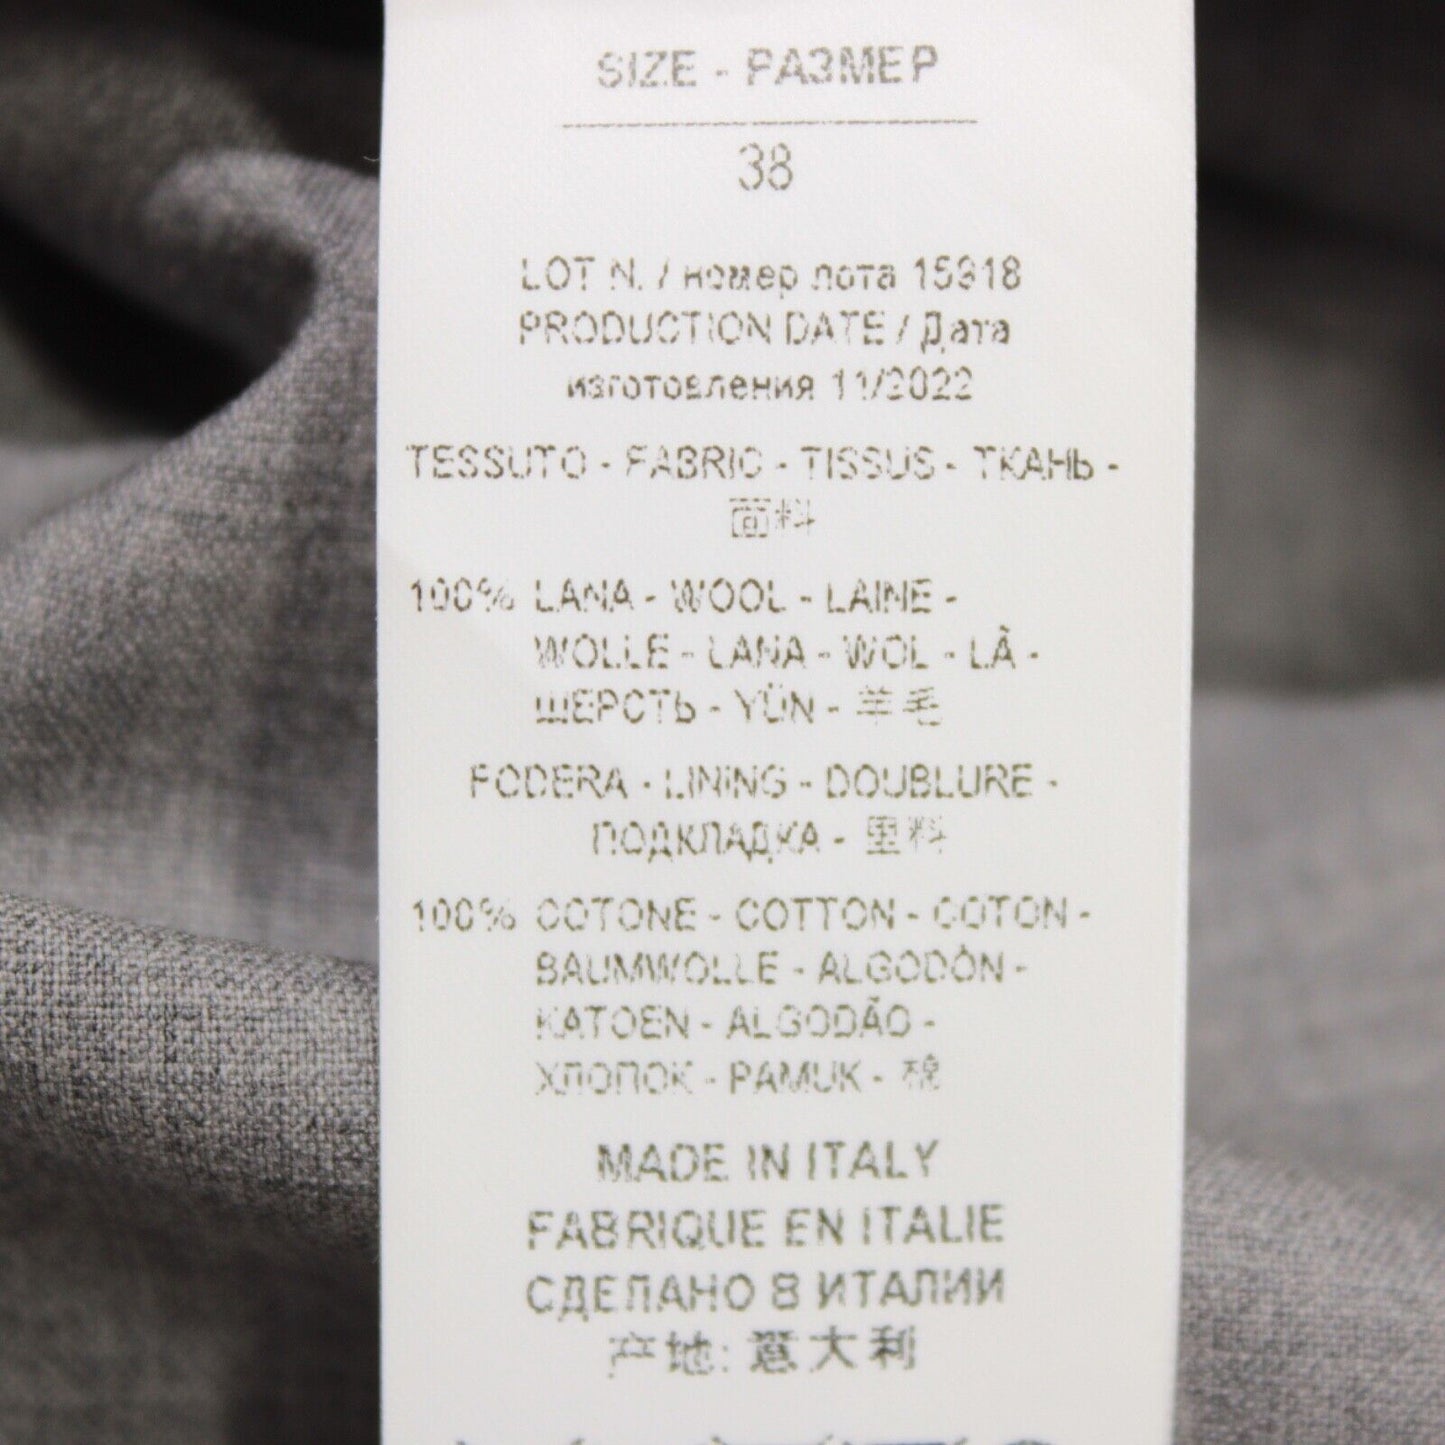 SIZE - РАЗМЕР
38
LOT N. / номер лота 15918
PRODUCTION DATE / Дата
изготовления 11/2022
TESSUTO - FABRIC - TISSUS - ТКАНЬ -
面料
100% LANA - WOOL - LAINE -
WOLLE - LANA - WOL - LÃ -
ШЕРСТЬ - YÜN - 羊毛
FODERA - LINING - DOUBLURE -
ПОДКЛАДКА - 里料
100% COTONE - COTTON - COTON -
BAUMWOLLE - ALGODÓN -
KATOEN - ALGODÃO -
ХЛОПОК - PAMUK - 棉
MADE IN ITALY
FABRIQUE EN ITALIE
СДЕЛАНО В ИТАЛИИ
产地: 意大利